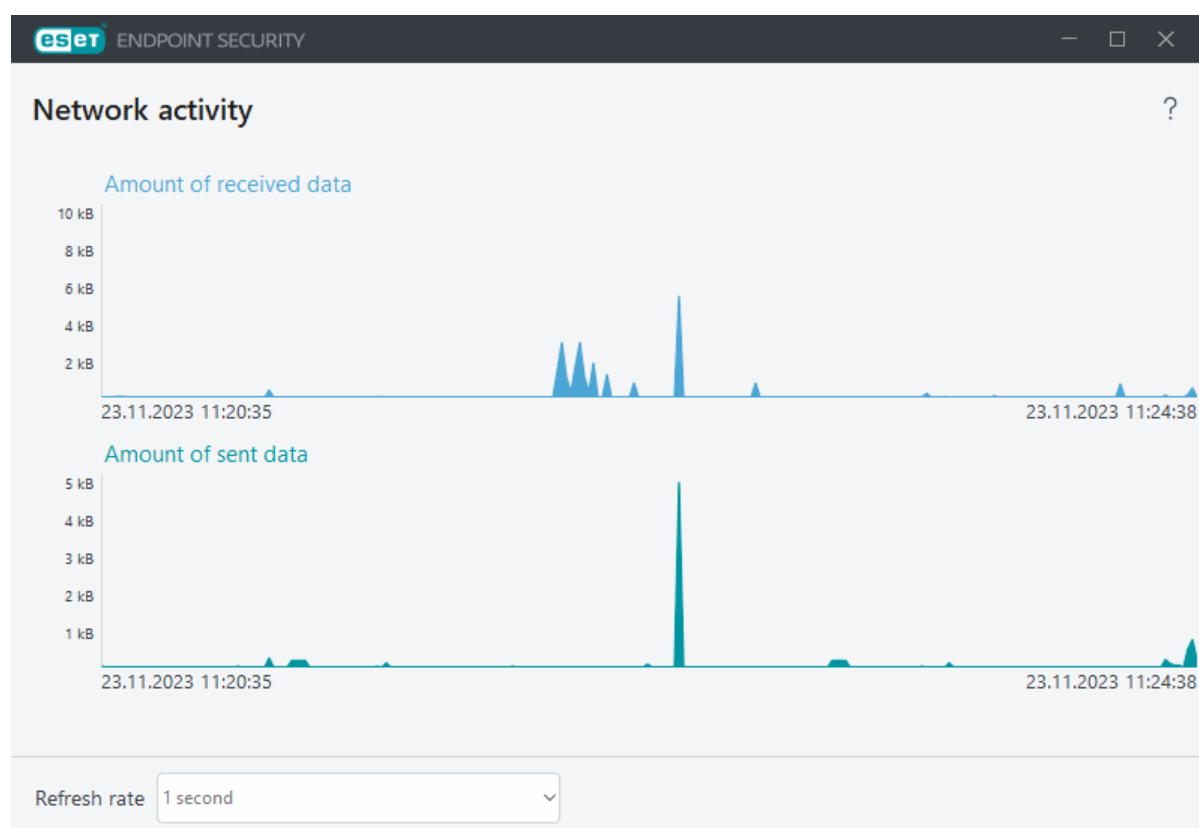 eset ENDPOINT SECURITY
Network activity
?
Amount of received data
10 kB
8 kB
6 kB
4 kB
2 kB
23.11.2023 11:20:35 23.11.2023 11:24:38
Amount of sent data
5 kB
4 kB
3 kB
2 kB
1 kB
23.11.2023 11:20:35 23.11.2023 11:24:38
Refresh rate 1 second